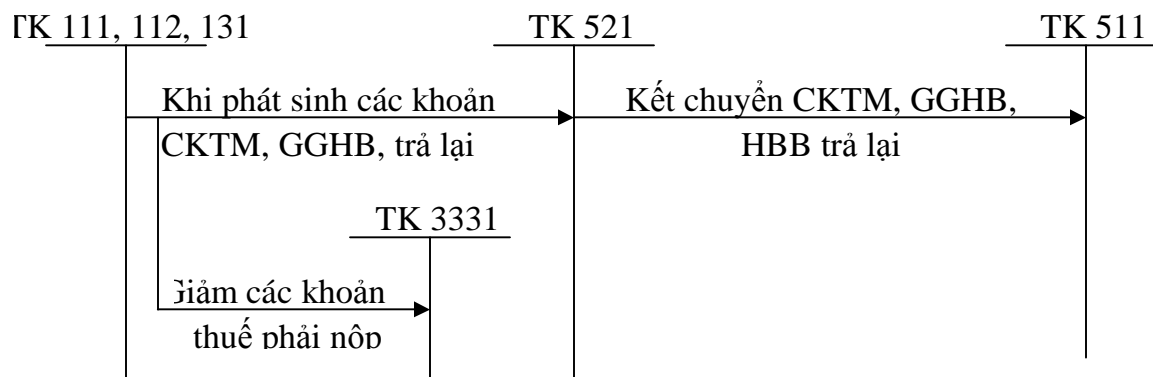 TK 111, 112, 131
TK 521
TK 511
Khi phát sinh các khoản
CKTM, GGHB, trả lại
Kết chuyển CKTM, GGHB,
HBB trả lại
TK 3331
Giảm các khoản
thuế phải nộp